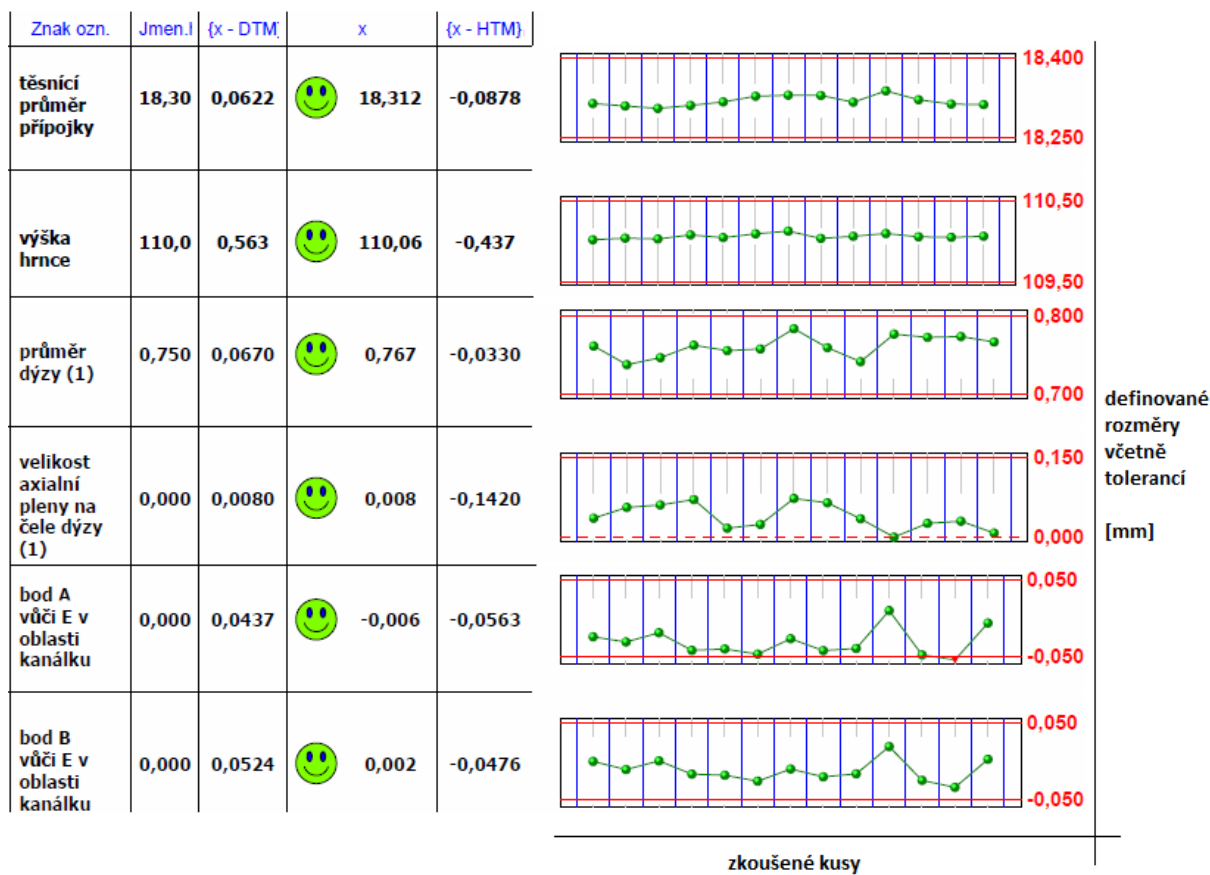 Znak ozn. Jmen.h {x - DTM} x {x - HTM}
těsnící
průměr
přípojky
18,30 0,0622 18,312 -0,0878
18,400
18,250
výška
hrnce
110,0 0,563 110,06 -0,437
110,50
109,50
průměr
dýzy (1)
0,750 0,0670 0,767 -0,0330
0,800
0,700
velikost
axialní
pleny na
čele dýzy
(1)
0,000 0,0080 0,008 -0,1420
0,150
0,000
bod A
vůči E v
oblasti
kanálku
0,000 0,0437 -0,006 -0,0563
0,050
-0,050
bod B
vůči E v
oblasti
kanálku
0,000 0,0524 0,002 -0,0476
0,050
-0,050
definované
rozměry
včetně
tolerancí
[mm]
zkoušené kusy